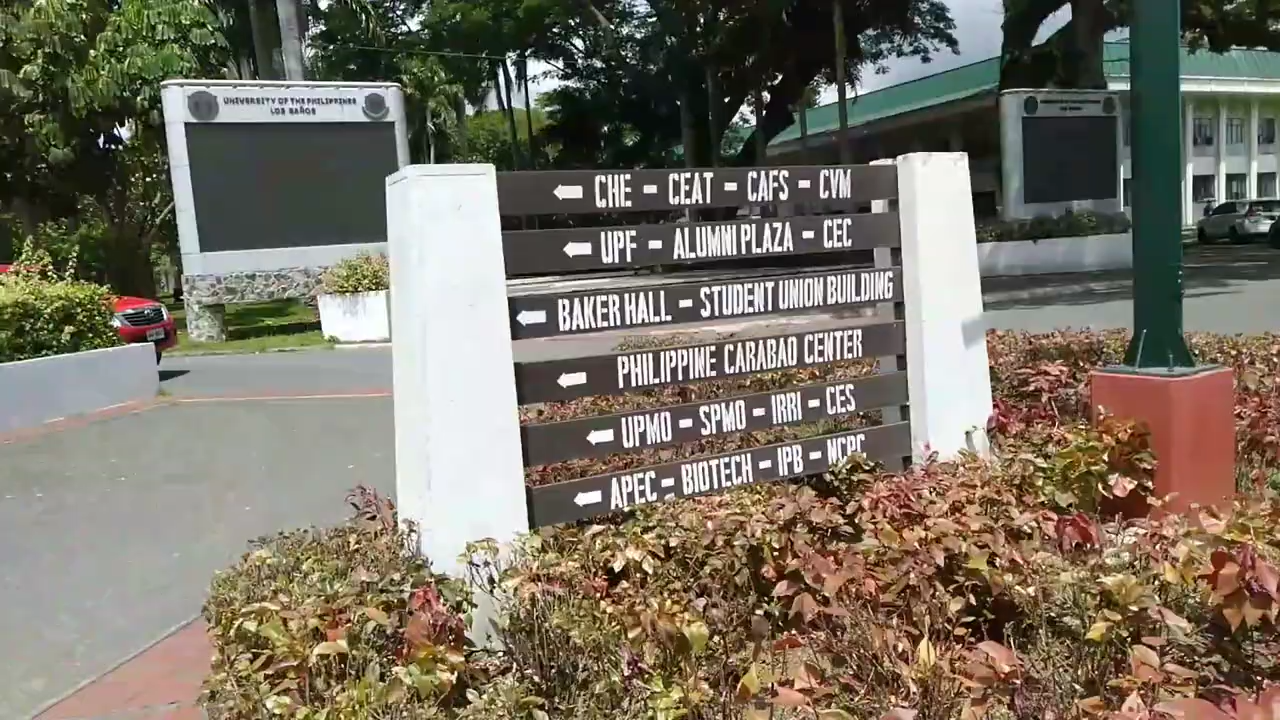 UNIVERSITY OF THE PHILIPPINES
LOS BAÑOS
CHE - CEAT - CAFS - CVM
UPF - ALUMNI PLAZA - CEC
BAKER HALL - STUDENT UNION BUILDING
PHILIPPINE CARABAO CENTER
UPMO - SPMO - IRRI - CES
APEC - BIOTECH - IPB - NCPC